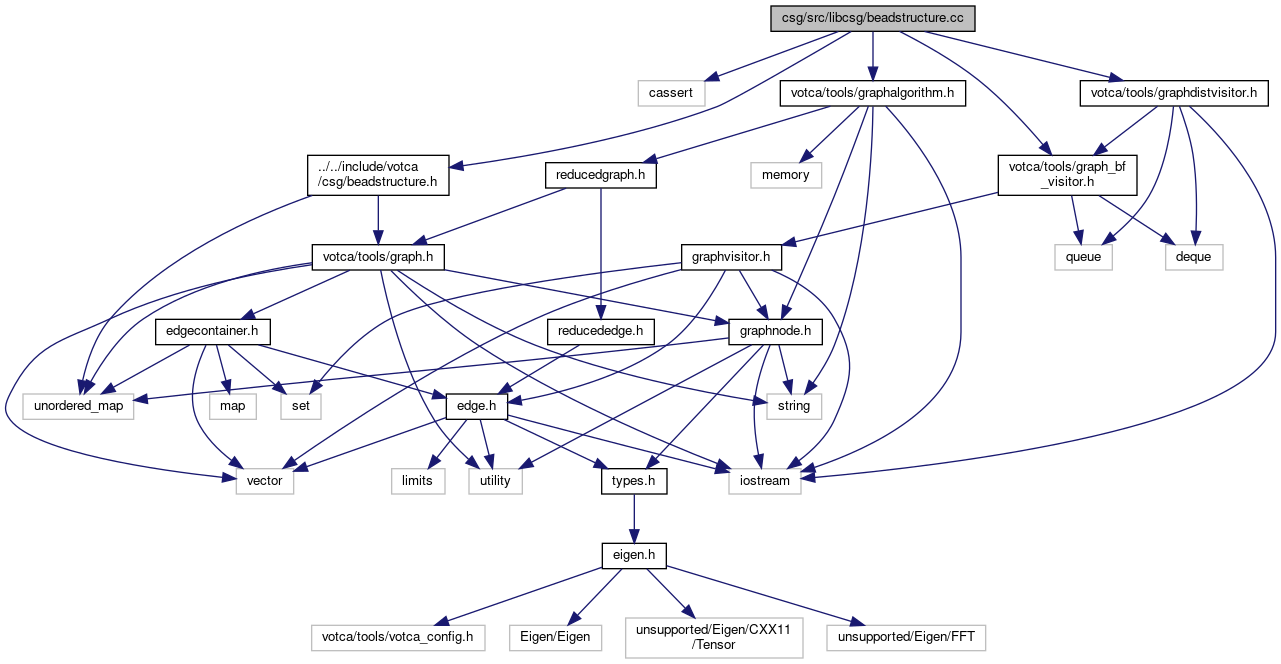 csg/src/libcsg/beadstructure.cc
cassert
votca/tools/graphalgorithm.h
votca/tools/graphdistvisitor.h
../../include/votca
/csg/beadstructure.h
reducedgraph.h
memory
votca/tools/graph_bf
_visitor.h
votca/tools/graph.h
graphvisitor.h
queue
deque
edgecontainer.h
reducededge.h
graphnode.h
unordered_map
map
set
edge.h
string
vector
limits
utility
types.h
iostream
eigen.h
votca/tools/votca_config.h
Eigen/Eigen
unsupported/Eigen/CXX11
/Tensor
unsupported/Eigen/FFT